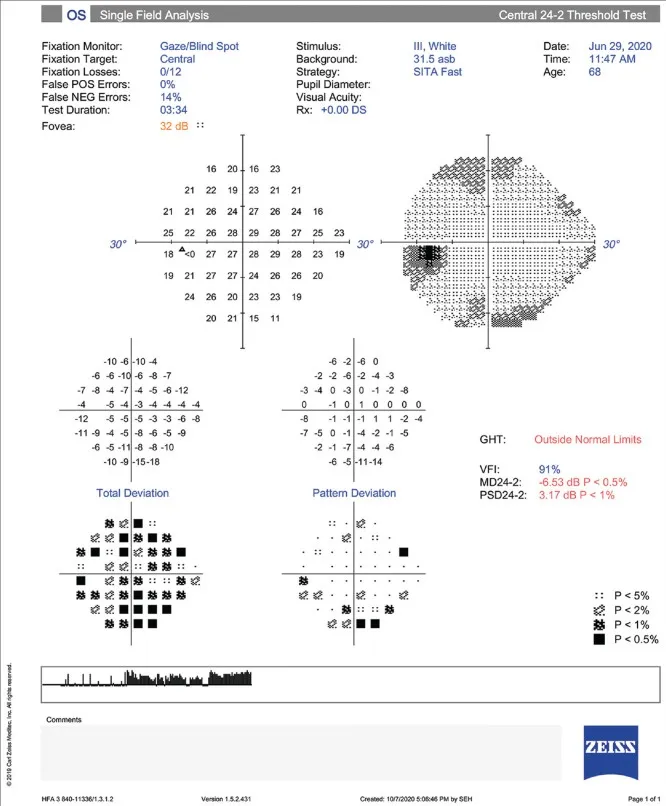 OS Single Field Analysis Central 24-2 Threshold Test
Fixation Monitor: Gaze/Blind Spot Stimulus: III, White Date: Jun 29, 2020
Fixation Target: Central Background: 31.5 asb Time: 11:47 AM
Fixation Losses: 0/12 Strategy: SITA Fast Age: 68
False POS Errors: 0% Pupil Diameter:
False NEG Errors: 14% Visual Acuity:
Test Duration: 03:34 Rx: +0.00 DS
Fovea: 32 dB
16 20 16 23
21 22 19 23 21 21
21 21 26 24 27 26 24 16
25 22 26 28 29 28 27 25 23
30° 30° 30°
18 <0 27 27 28 29 28 23 19
19 21 27 27 24 26 26 20
24 26 20 23 23 19
20 21 15 11
-10 -6 -10 -4 -6 -2 -6 0
-6 -6 -10 -6 -8 -7 -2 -2 -6 -2 -4 -3
-7 -8 -4 -7 -4 -5 -6 -12 -3 -4 0 -3 0 -1 -2 -8
-4 -5 -4 -3 -2 -3 -4 -4 -4 0 -1 0 1 0 0 0 0
-12 -5 -5 -5 -3 -3 -6 -8 -8 -1 -1 -1 1 1 -2 -4
-11 -9 -4 -5 -8 -6 -5 -9 -7 -5 0 -1 -4 -2 -1 -5
-6 -5 -11 -8 -8 -10 -2 -1 -7 -4 -4 -6
-10 -9 -15 -18 -6 -5 -11 -14
GHT: Outside Normal Limits
VFI: 91%
MD24-2: -6.53 dB P < 0.5%
PSD24-2: 3.17 dB P < 1%
Total Deviation Pattern Deviation
P < 5%
P < 2%
P < 1%
P < 0.5%
© 2019 Carl Zeiss Meditec, Inc. All rights reserved.
Comments
ZEISS
HFA 3 840-11336/1.3.1.2 Version 1.5.2.431 Created: 10/7/2020 5:06:46 PM by SEH Page 1 of 1